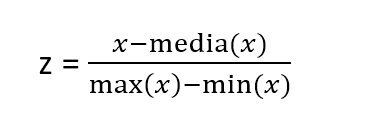 z = x−media(x) / max(x)−min(x)